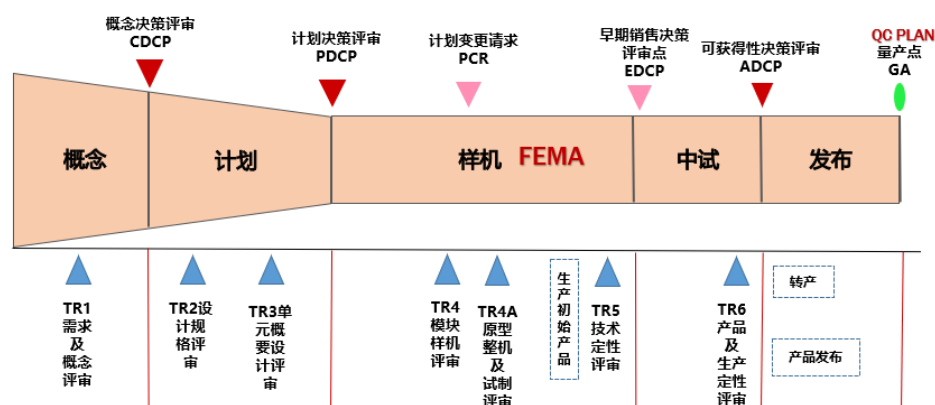 概念决策评审
CDCP
计划决策评审
PDCP
计划变更请求
PCR
早期销售决策
评审点
EDCP
可获得性决策评审
ADCP
QC PLAN
量产点
GA
概念
计划
样机 FEMA
中试
发布
TR1
需求
及
概念
评审
TR2设
计规
格评
审
TR3单
元概
要设
计评
审
TR4
模块
样机
评审
TR4A
原型
整机
及
试制
评审
生
产
初
始
产
品
TR5
技术
定性
评审
TR6
产品
及
生产
定性
评审
转产
产品发布